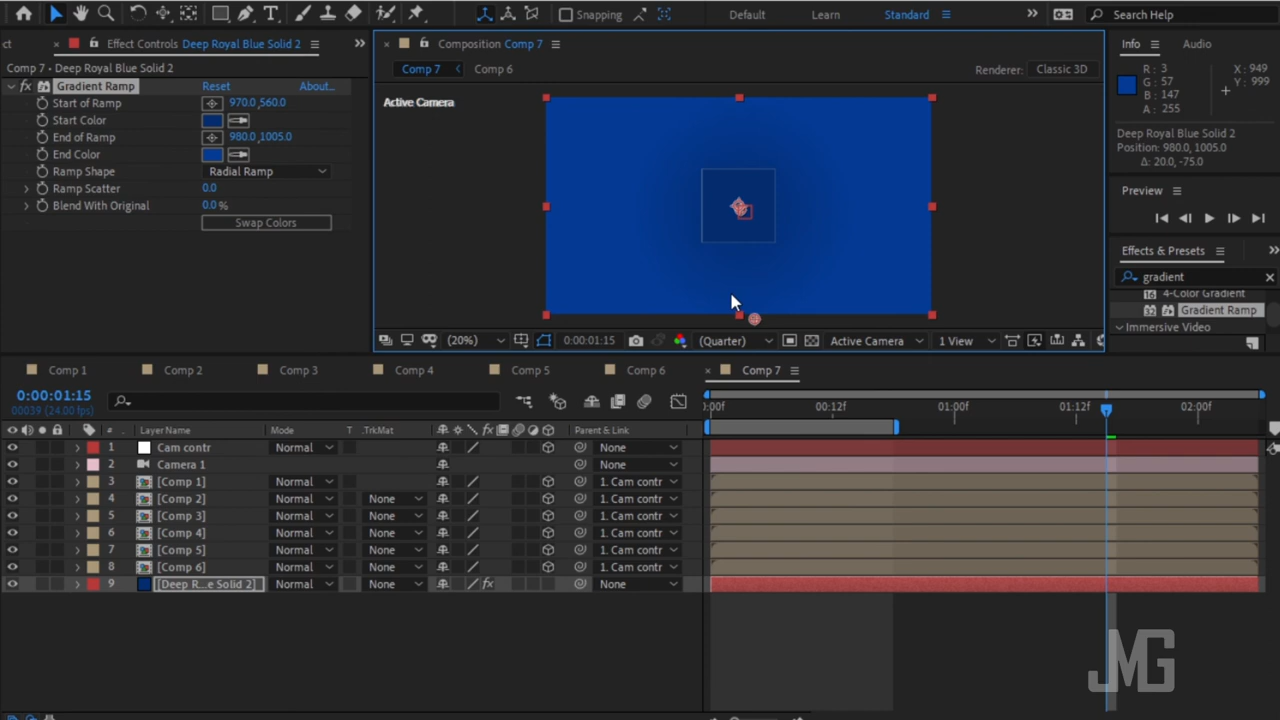 Snapping
Default
Learn
Standard
Search Help
ct
Effect Controls Deep Royal Blue Solid 2
Composition Comp 7
Info
Audio
Comp 7 • Deep Royal Blue Solid 2
Comp 7
Comp 6
Renderer:
Classic 3D
fx
Gradient Ramp
Reset
About...
Start of Ramp
970.0 ,560.0
Start Color
End of Ramp
980.0 ,1005.0
End Color
Ramp Shape
Radial Ramp
Ramp Scatter
0.0
Blend With Original
0.0 %
Swap Colors
Active Camera
R: 3
G: 57
B: 147
A: 255
X: 949
Y: 999
Deep Royal Blue Solid 2
Position: 980.0, 1005.0
Δ: 20.0, -75.0
Preview
Effects & Presets
gradient
16
4-Color Gradient
32
Gradient Ramp
Immersive Video
(20%)
0:00:01:15
(Quarter)
Active Camera
1 View
Comp 1
Comp 2
Comp 3
Comp 4
Comp 5
Comp 6
Comp 7
0:00:01:15
00039 (24.00 fps)
:00f
00:12f
01:00f
01:12f
02:00f
#
Layer Name
Mode
T
.TrkMat
fx
Parent & Link
1
Cam contr
Normal
None
2
Camera 1
None
3
[Comp 1]
Normal
1. Cam contr
4
[Comp 2]
Normal
None
1. Cam contr
5
[Comp 3]
Normal
None
1. Cam contr
6
[Comp 4]
Normal
None
1. Cam contr
7
[Comp 5]
Normal
None
1. Cam contr
8
[Comp 6]
Normal
None
1. Cam contr
9
[Deep R...e Solid 2]
Normal
None
fx
None
JMG